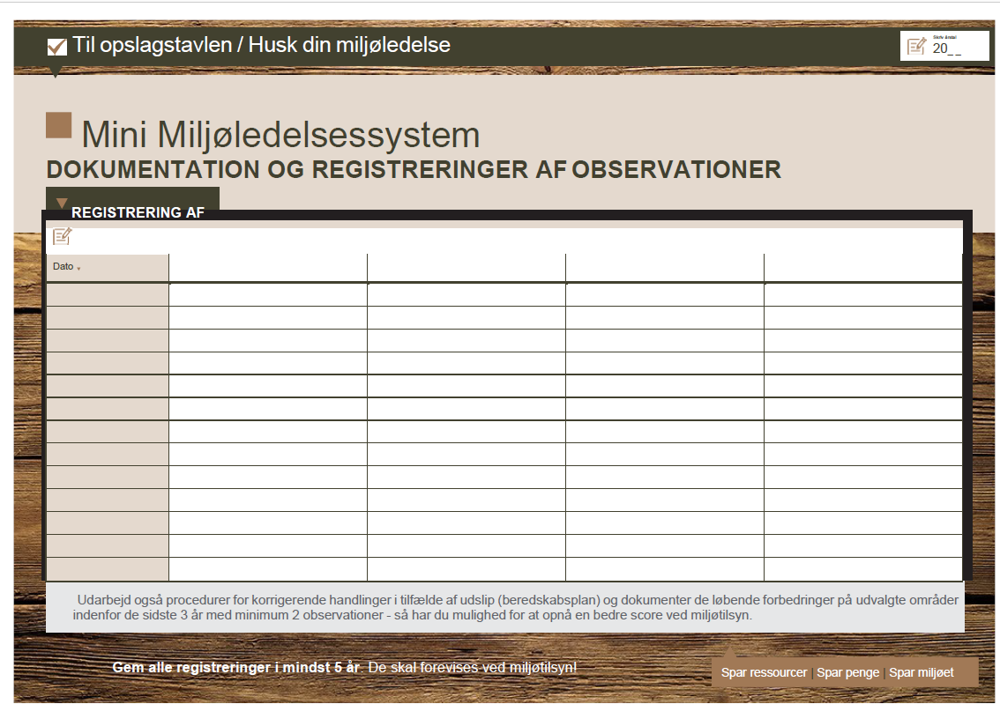 Til opslagstavlen / Husk din miljøledelse
Skriv årstal
20_ _
Mini Miljøledelsessystem
DOKUMENTATION OG REGISTRERINGER AF OBSERVATIONER
REGISTRERING AF
Dato
Udarbejd også procedurer for korrigerende handlinger i tilfælde af udslip (beredskabsplan) og dokumenter de løbende forbedringer på udvalgte områder
indenfor de sidste 3 år med minimum 2 observationer - så har du mulighed for at opnå en bedre score ved miljøtilsyn.
Gem alle registreringer i mindst 5 år. De skal forevises ved miljøtilsyn!
Spar ressourcer | Spar penge | Spar miljøet